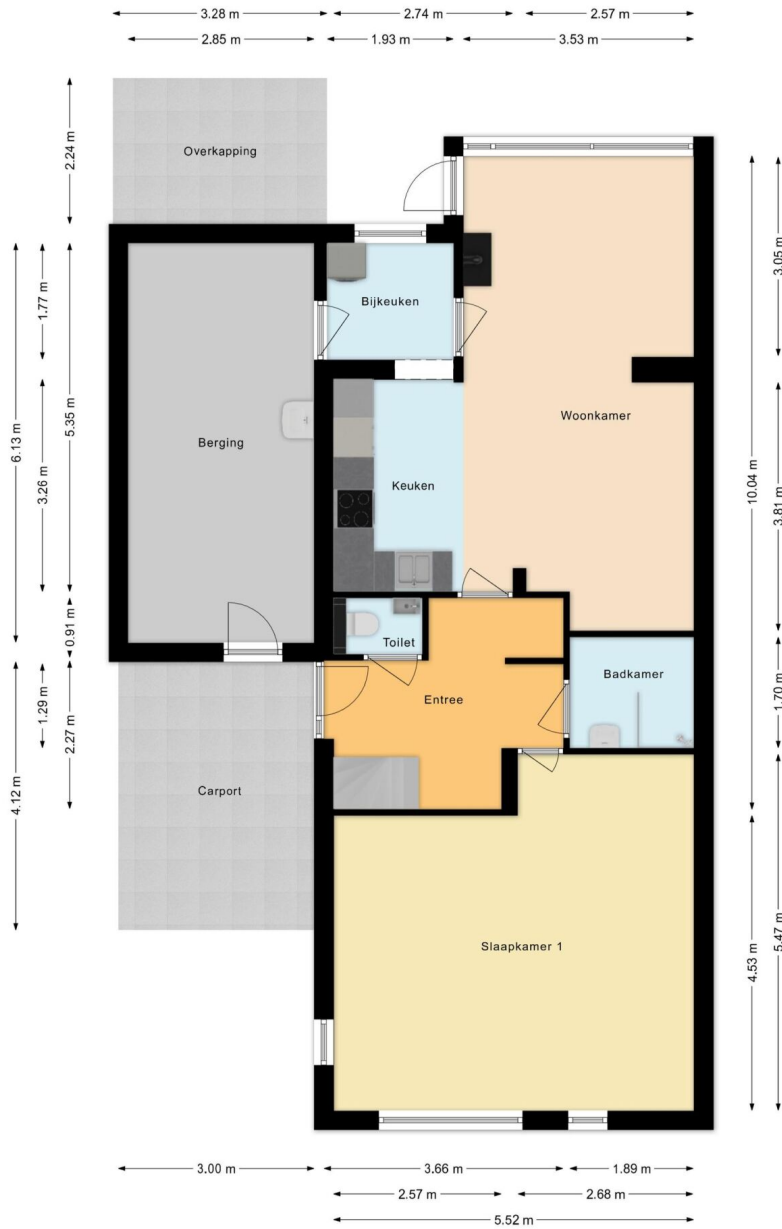 3.28 m
2.74 m
2.57 m
2.85 m
1.93 m
3.53 m
2.24 m
Overkapping
3.05 m
1.77 m
Bijkeuken
5.35 m
6.13 m
Berging
Woonkamer
10.04 m
3.26 m
Keuken
3.81 m
0.91 m
Toilet
1.29 m
2.27 m
Entree
Badkamer
1.70 m
4.12 m
Carport
Slaapkamer 1
4.53 m
5.47 m
3.00 m
3.66 m
1.89 m
2.57 m
2.68 m
5.52 m